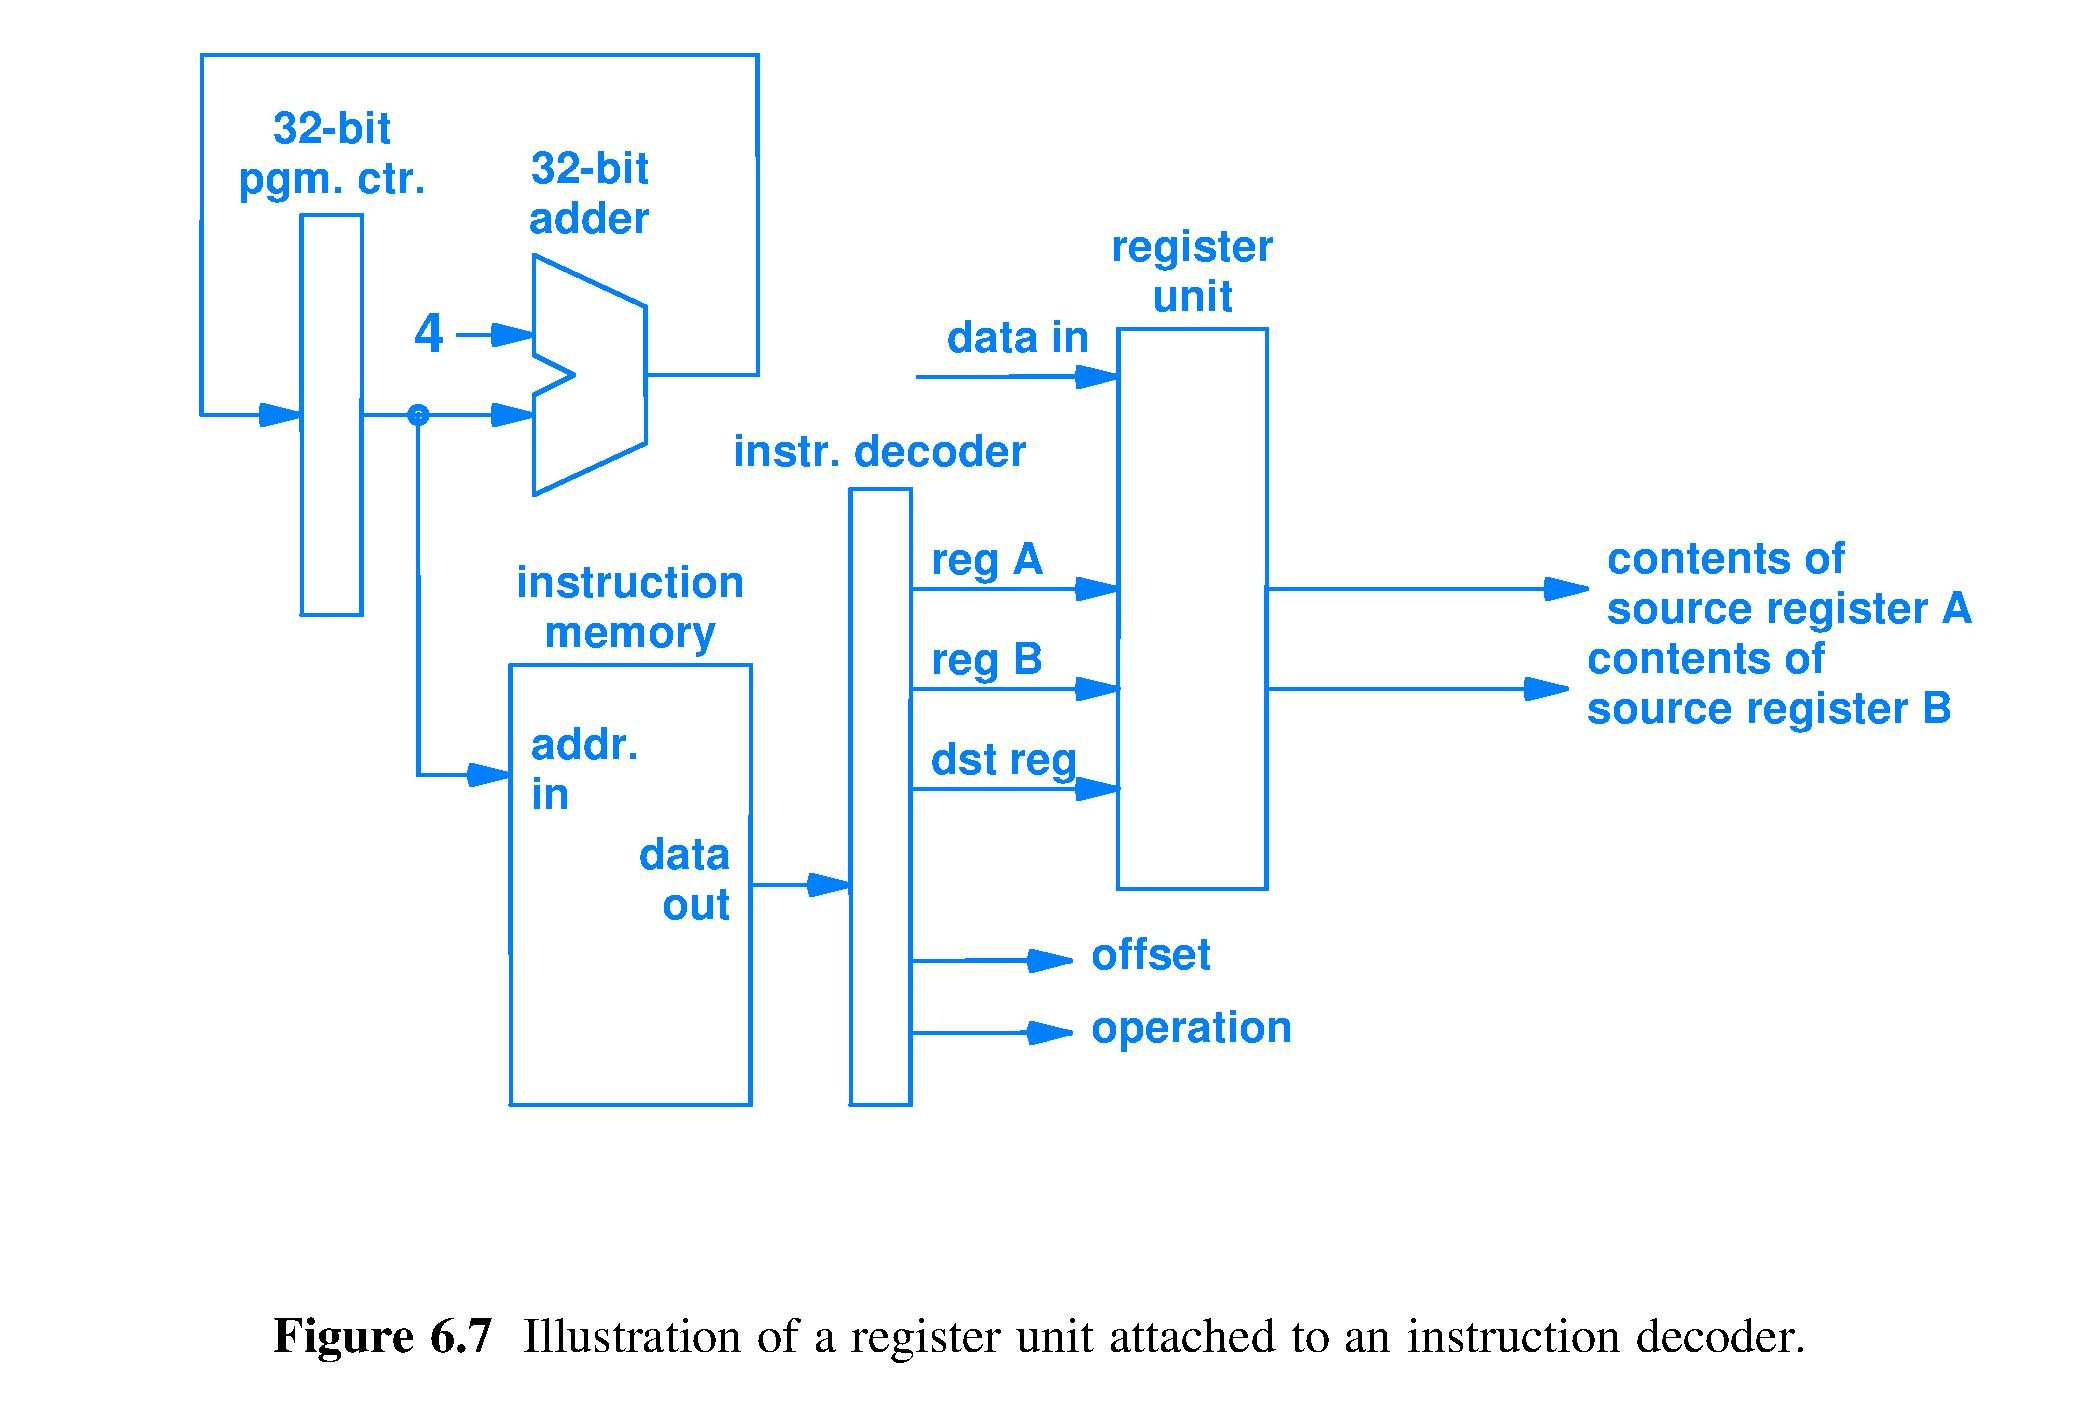 32-bit
pgm. ctr.
32-bit
adder
4
register
unit
data in
instr. decoder
reg A
reg B
dst reg
contents of
source register A
contents of
source register B
instruction
memory
addr.
in
data
out
offset
operation
Figure 6.7 Illustration of a register unit attached to an instruction decoder.